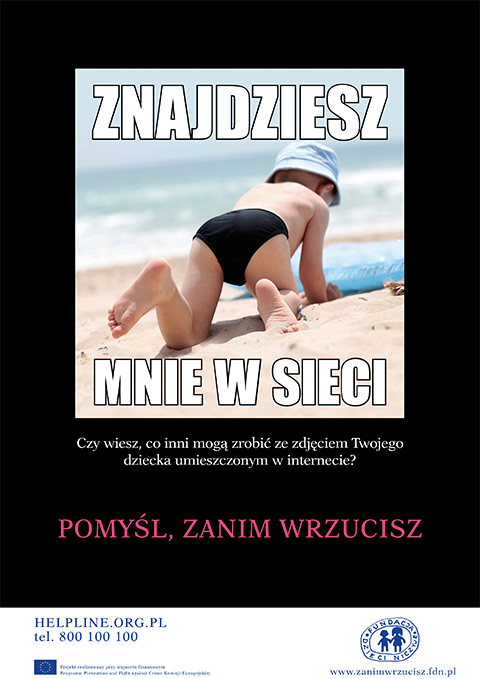 ZNAJDZIESZ
MNIE W SIECI
Czy wiesz, co inni mogą zrobić ze zdjęciem Twojego
dziecka umieszczonym w internecie?
POMYŚL, ZANIM WRZUCISZ
HELPLINE.ORG.PL
tel. 800 100 100
Projekt realizowany przy wsparciu finansowym
Programu Prevention and Fight against Crime Komisji Europejskiej
FUNDACJA
DZIECI NICZYJE
www.zanimwrzucisz.fdn.pl